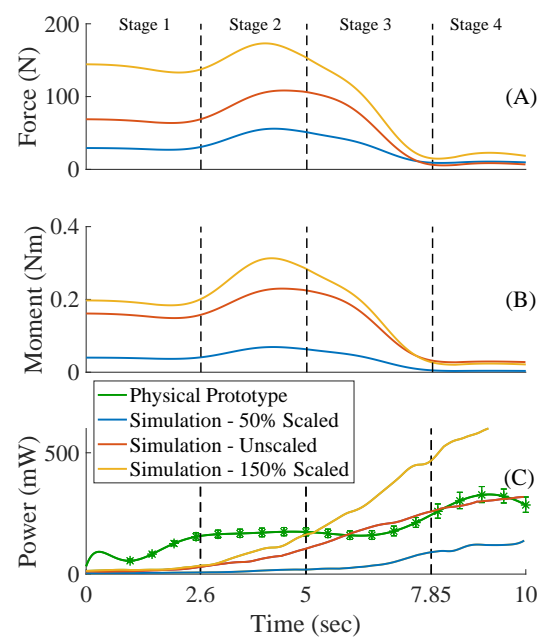 Stage 1 Stage 2 Stage 3 Stage 4
200
100
0
Force (N)
(A)
0.4
0.2
0
Moment (Nm)
(B)
Physical Prototype
Simulation - 50% Scaled
Simulation - Unscaled
Simulation - 150% Scaled
500
0
Power (mW)
(C)
0 2.6 5 7.85 10
Time (sec)